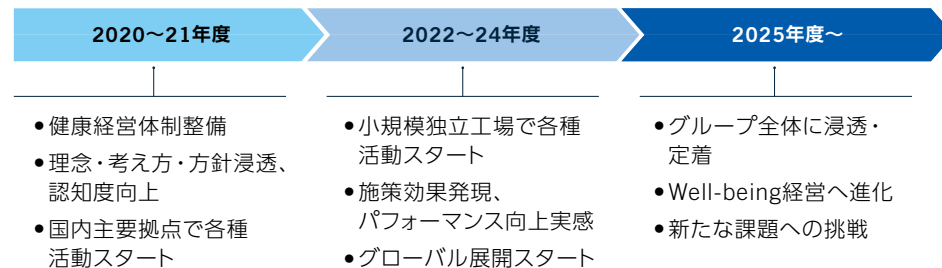 2020～21年度
2022～24年度
2025年度～
●健康経営体制整備
●理念・考え方・方針浸透、
認知度向上
●国内主要拠点で各種
活動スタート
●小規模独立工場で各種
活動スタート
●施策効果発現、
パフォーマンス向上実感
●グローバル展開スタート
●グループ全体に浸透・
定着
●Well-being経営へ進化
●新たな課題への挑戦